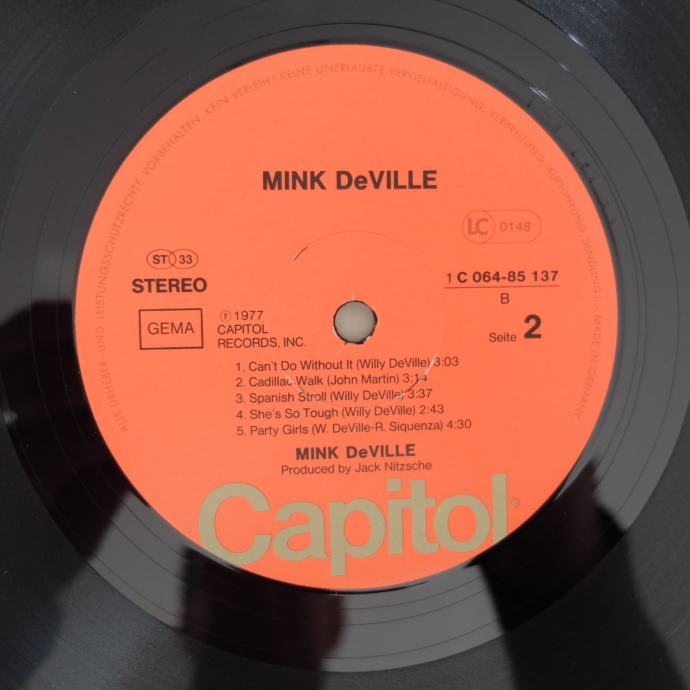 ALLE URHEBER- UND LEISTUNGSSCHUTZRECHTE VORBEHALTEN. KEIN VERLEIH! KEINE UNERLAUBTE VERVIELFÄLTIGUNG, VERBREITUNG, AUFFÜHRUNG, SENDUNG! · MADE IN GERMANY
MINK DeVILLE
LC 0148
ST 33
STEREO
1 C 064-85 137
B
GEMA
℗ 1977
CAPITOL
RECORDS, INC.
Seite 2
1. Can't Do Without It (Willy DeVille) 3:03
2. Cadillac Walk (John Martin) 3:14
3. Spanish Stroll (Willy DeVille) 3:37
4. She's So Tough (Willy DeVille) 2:43
5. Party Girls (W. DeVille-R. Siquenza) 4:30
MINK DeVILLE
Produced by Jack Nitzsche
Capitol®